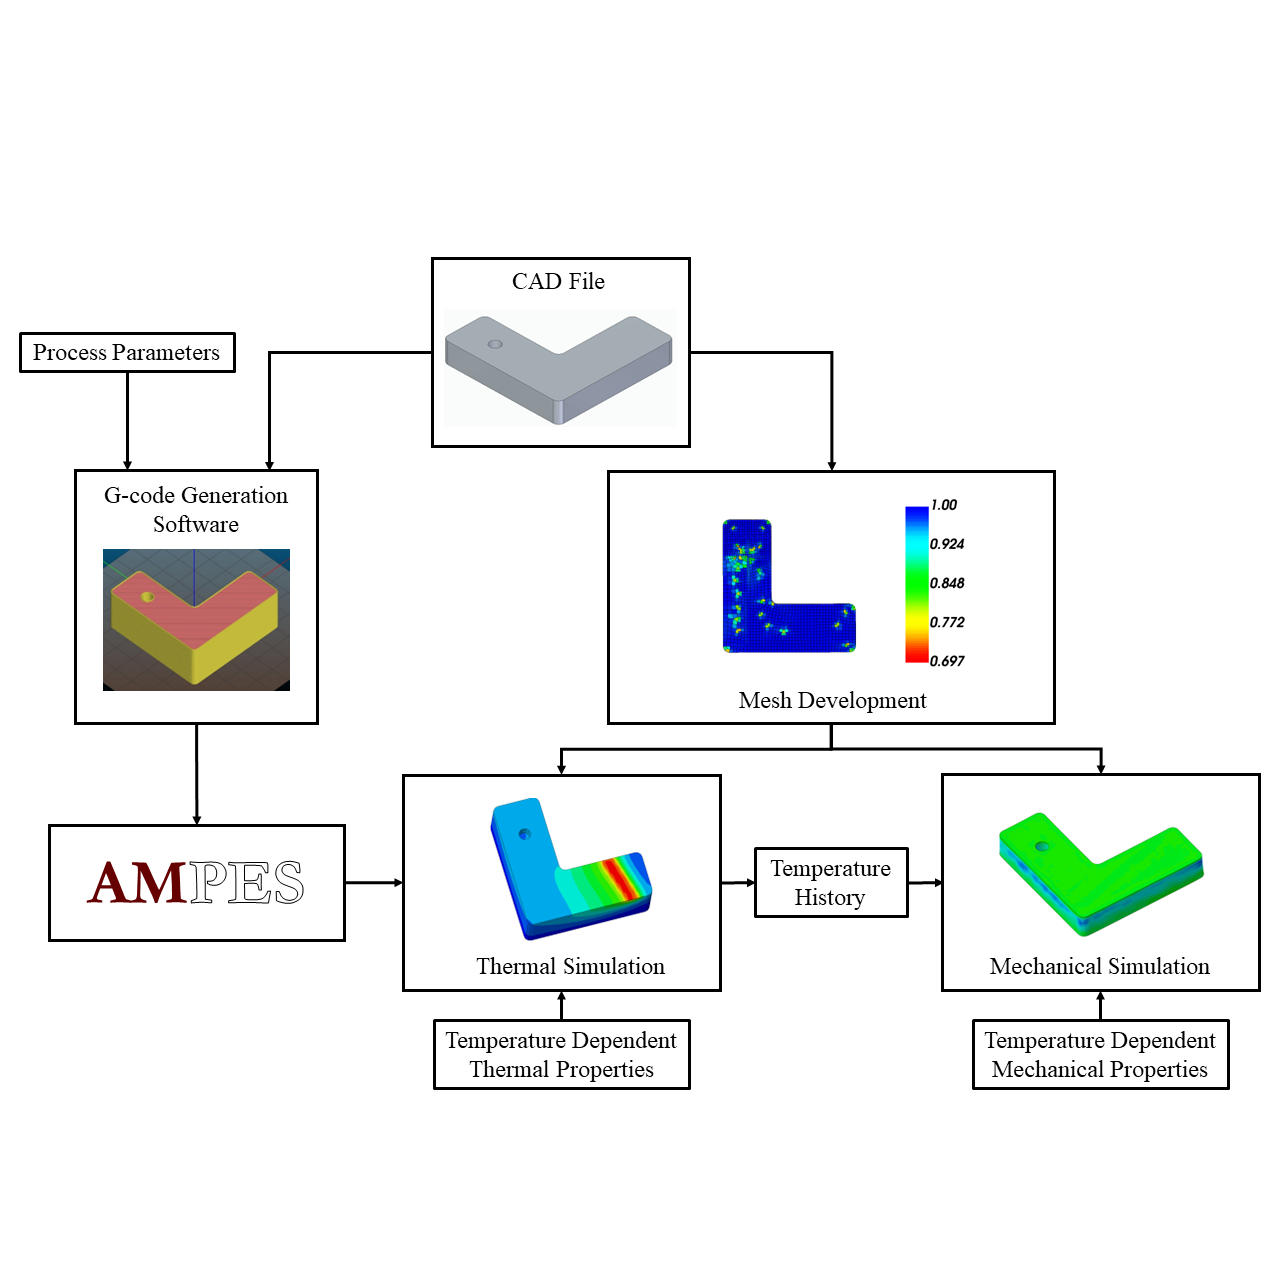 CAD File
Process Parameters
G-code Generation
Software
1.00
0.924
0.848
0.772
0.697
Mesh Development
AMPES
Thermal Simulation
Temperature
History
Mechanical Simulation
Temperature Dependent
Thermal Properties
Temperature Dependent
Mechanical Properties